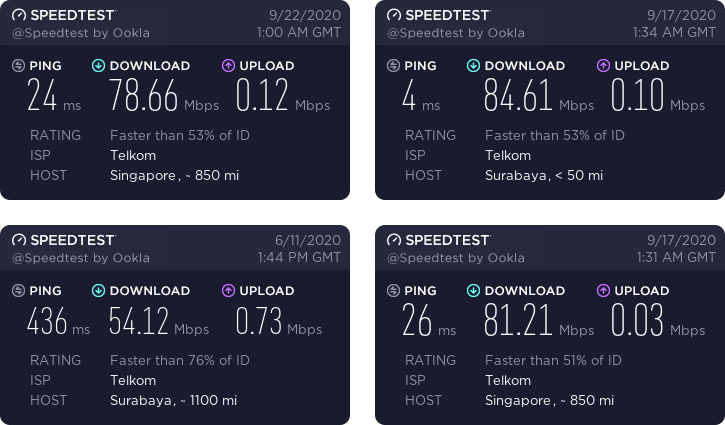 SPEEDTEST 9/22/2020
@Speedtest by Ookla 1:00 AM GMT
PING DOWNLOAD UPLOAD
24 ms 78.66 Mbps 0.12 Mbps
RATING Faster than 53% of ID
ISP Telkom
HOST Singapore, ~ 850 mi
SPEEDTEST 9/17/2020
@Speedtest by Ookla 1:34 AM GMT
PING DOWNLOAD UPLOAD
4 ms 84.61 Mbps 0.10 Mbps
RATING Faster than 53% of ID
ISP Telkom
HOST Surabaya, < 50 mi
SPEEDTEST 6/11/2020
@Speedtest by Ookla 1:44 PM GMT
PING DOWNLOAD UPLOAD
436 ms 54.12 Mbps 0.73 Mbps
RATING Faster than 76% of ID
ISP Telkom
HOST Surabaya, ~ 1100 mi
SPEEDTEST 9/17/2020
@Speedtest by Ookla 1:31 AM GMT
PING DOWNLOAD UPLOAD
26 ms 81.21 Mbps 0.03 Mbps
RATING Faster than 51% of ID
ISP Telkom
HOST Singapore, ~ 850 mi